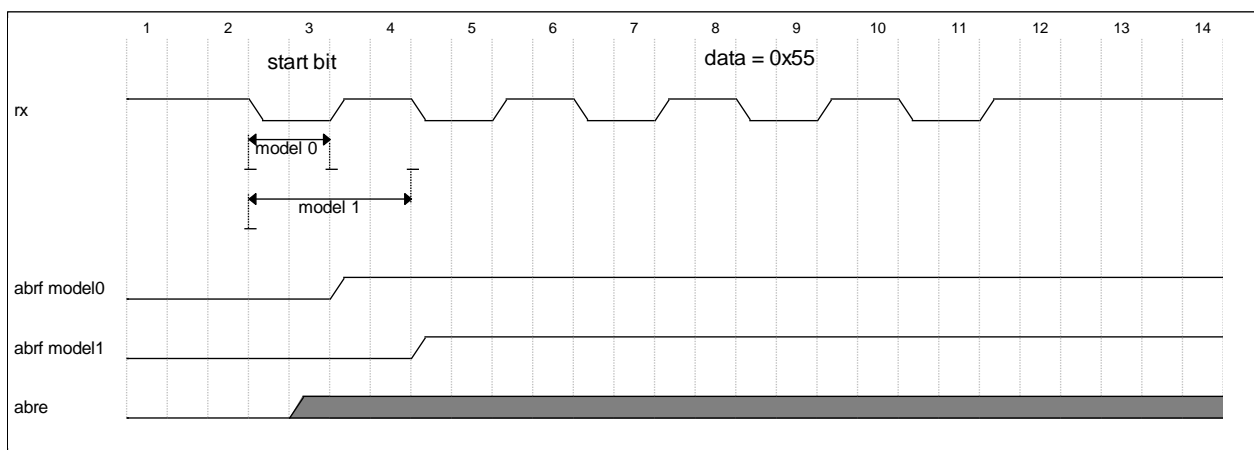 1 2 3 4 5 6 7 8 9 10 11 12 13 14
start bit data = 0x55
rx
model 0
model 1
abrf model0
abrf model1
abre